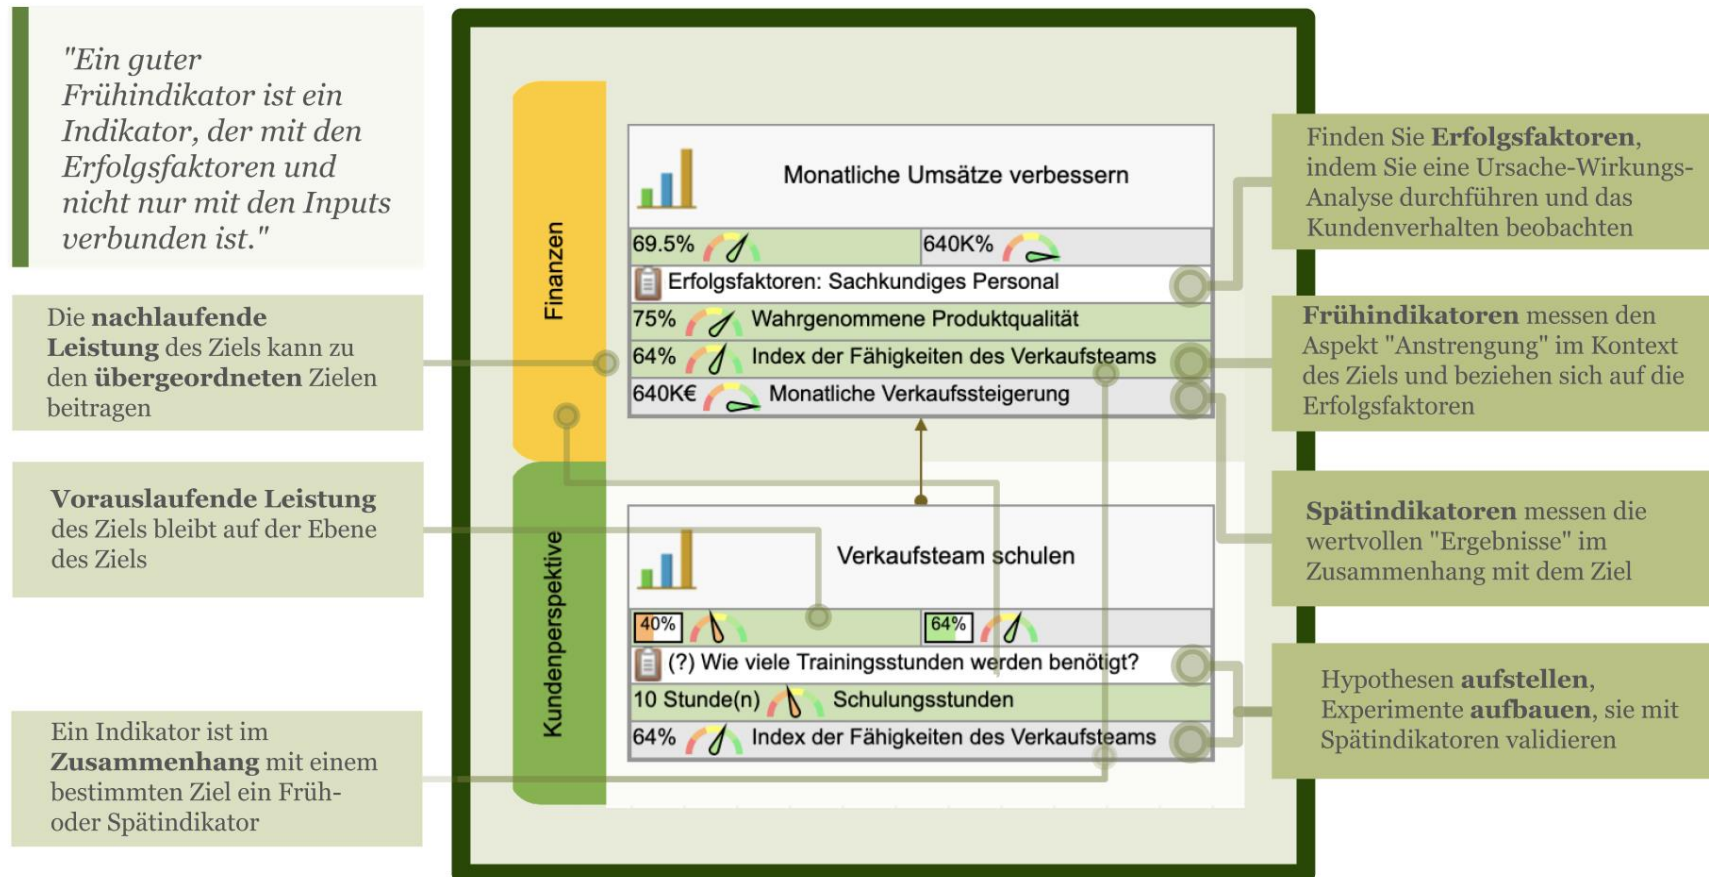 "Ein guter
Frühindikator ist ein
Indikator, der mit den
Erfolgsfaktoren und
nicht nur mit den Inputs
verbunden ist."
Die nachlaufende
Leistung des Ziels kann zu
den übergeordneten Zielen
beitragen
Vorauslaufende Leistung
des Ziels bleibt auf der Ebene
des Ziels
Ein Indikator ist im
Zusammenhang mit einem
bestimmten Ziel ein Früh-
oder Spätindikator
Finanzen
Monatliche Umsätze verbessern
69.5% 640K%
Erfolgsfaktoren: Sachkundiges Personal
75% Wahrgenommene Produktqualität
64% Index der Fähigkeiten des Verkaufsteams
640K€ Monatliche Verkaufssteigerung
Kundenperspektive
Verkaufsteam schulen
40% 64%
(?) Wie viele Trainingsstunden werden benötigt?
10 Stunde(n) Schulungsstunden
64% Index der Fähigkeiten des Verkaufsteams
Finden Sie Erfolgsfaktoren,
indem Sie eine Ursache-Wirkungs-
Analyse durchführen und das
Kundenverhalten beobachten
Frühindikatoren messen den
Aspekt "Anstrengung" im Kontext
des Ziels und beziehen sich auf die
Erfolgsfaktoren
Spätindikatoren messen die
wertvollen "Ergebnisse" im
Zusammenhang mit dem Ziel
Hypothesen aufstellen,
Experimente aufbauen, sie mit
Spätindikatoren validieren